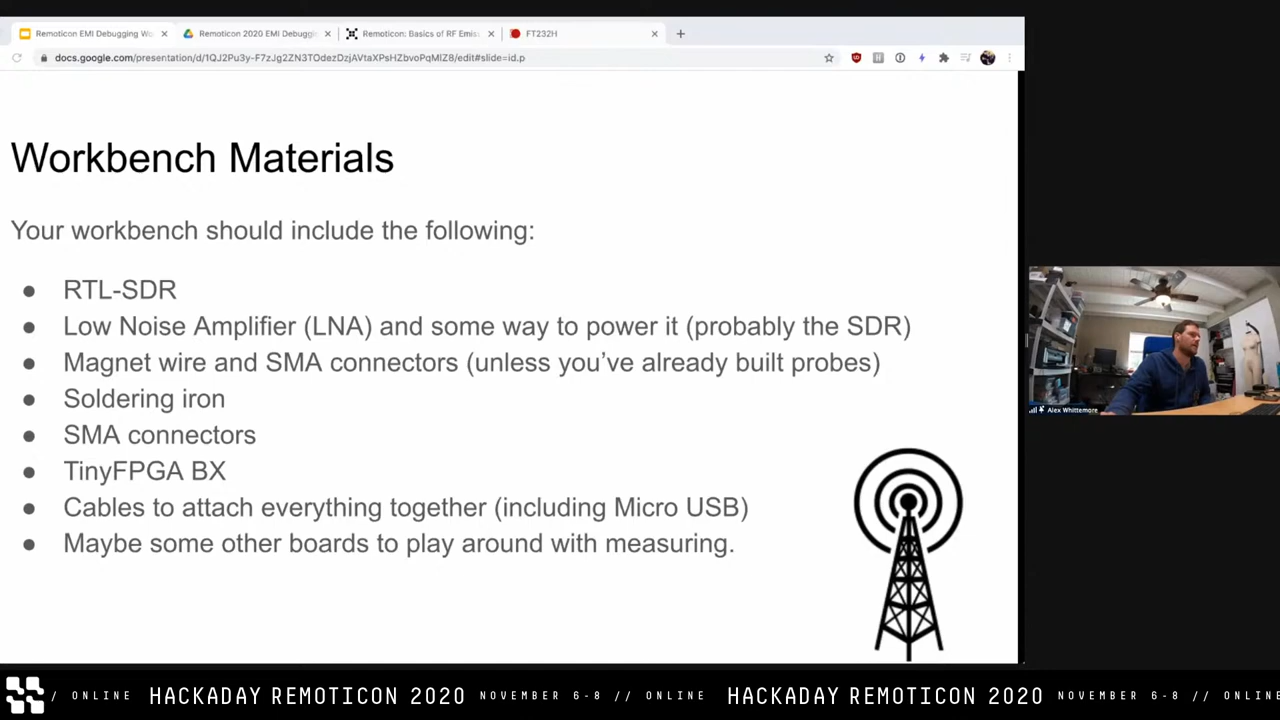 Remoticon EMI Debugging Wo
Remoticon 2020 EMI Debuggi
Remoticon: Basics of RF Emis
FT232H
docs.google.com/presentation/d/1QJ2Pu3y-F7zJg2ZN3TOdezDzjAVtaXPsHZbvoPqMlZ8/edit#slide=id.p
Workbench Materials
Your workbench should include the following:
● RTL-SDR
● Low Noise Amplifier (LNA) and some way to power it (probably the SDR)
● Magnet wire and SMA connectors (unless you’ve already built probes)
● Soldering iron
● SMA connectors
● TinyFPGA BX
● Cables to attach everything together (including Micro USB)
● Maybe some other boards to play around with measuring.
Alex Whittemore
/ ONLINE HACKADAY REMOTICON 2020 NOVEMBER 6-8 // ONLINE HACKADAY REMOTICON 2020 NOVEMBER 6-8 // ONLINE